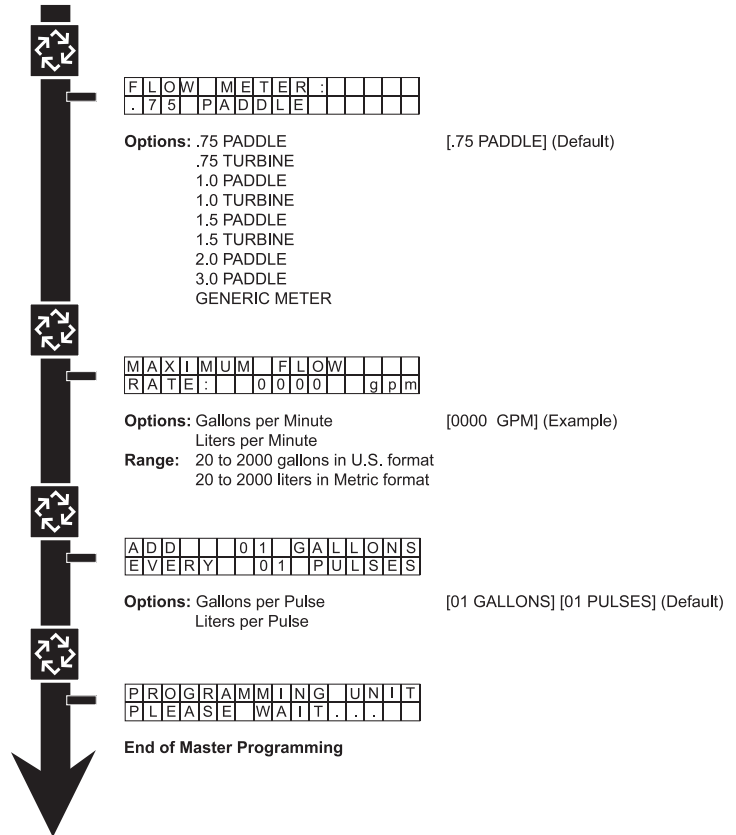 FLOW METER:
.75 PADDLE
Options: .75 PADDLE [.75 PADDLE] (Default)
.75 TURBINE
1.0 PADDLE
1.0 TURBINE
1.5 PADDLE
1.5 TURBINE
2.0 PADDLE
3.0 PADDLE
GENERIC METER
MAXIMUM FLOW
RATE: 0000 gpm
Options: Gallons per Minute [0000 GPM] (Example)
Liters per Minute
Range: 20 to 2000 gallons in U.S. format
20 to 2000 liters in Metric format
ADD 01 GALLONS
EVERY 01 PULSES
Options: Gallons per Pulse [01 GALLONS] [01 PULSES] (Default)
Liters per Pulse
PROGRAMMING UNIT
PLEASE WAIT...
End of Master Programming